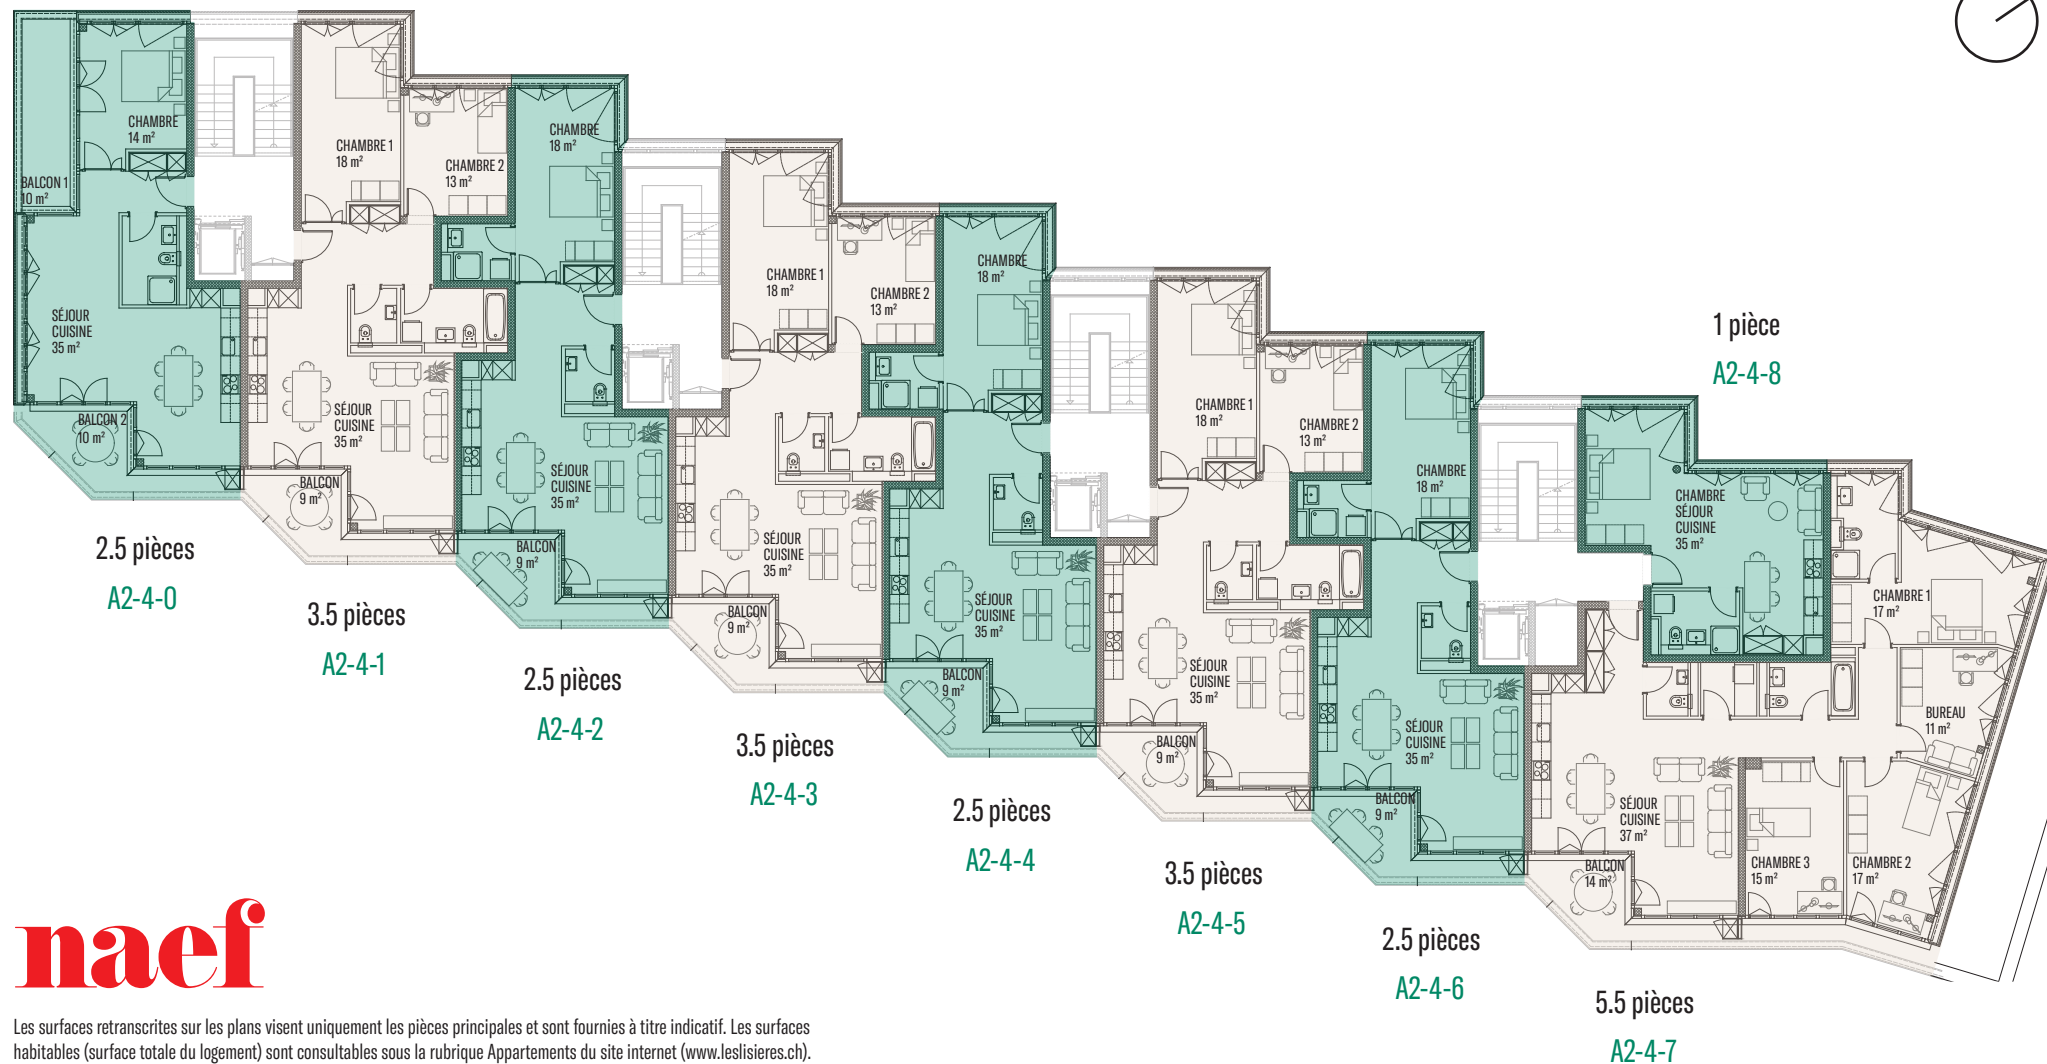 CHAMBRE
14 m²
BALCON 1
10 m²
SÉJOUR
CUISINE
35 m²
BALCON 2
10 m²
2.5 pièces
A2-4-0
CHAMBRE 1
18 m²
CHAMBRE 2
13 m²
SÉJOUR
CUISINE
35 m²
BALCON
9 m²
3.5 pièces
A2-4-1
CHAMBRE
18 m²
SÉJOUR
CUISINE
35 m²
BALCON
9 m²
2.5 pièces
A2-4-2
CHAMBRE 1
18 m²
CHAMBRE 2
13 m²
SÉJOUR
CUISINE
35 m²
BALCON
9 m²
3.5 pièces
A2-4-3
CHAMBRE
18 m²
SÉJOUR
CUISINE
35 m²
BALCON
9 m²
2.5 pièces
A2-4-4
CHAMBRE 1
18 m²
CHAMBRE 2
13 m²
SÉJOUR
CUISINE
35 m²
BALCON
9 m²
3.5 pièces
A2-4-5
CHAMBRE
18 m²
SÉJOUR
CUISINE
35 m²
BALCON
9 m²
2.5 pièces
A2-4-6
1 pièce
A2-4-8
CHAMBRE
SÉJOUR
CUISINE
35 m²
CHAMBRE 1
17 m²
BUREAU
11 m²
SÉJOUR
CUISINE
37 m²
CHAMBRE 3
15 m²
CHAMBRE 2
17 m²
BALCON
14 m²
5.5 pièces
A2-4-7
naef
Les surfaces retranscrites sur les plans visent uniquement les pièces principales et sont fournies à titre indicatif. Les surfaces
habitables (surface totale du logement) sont consultables sous la rubrique Appartements du site internet (www.leslisieres.ch).